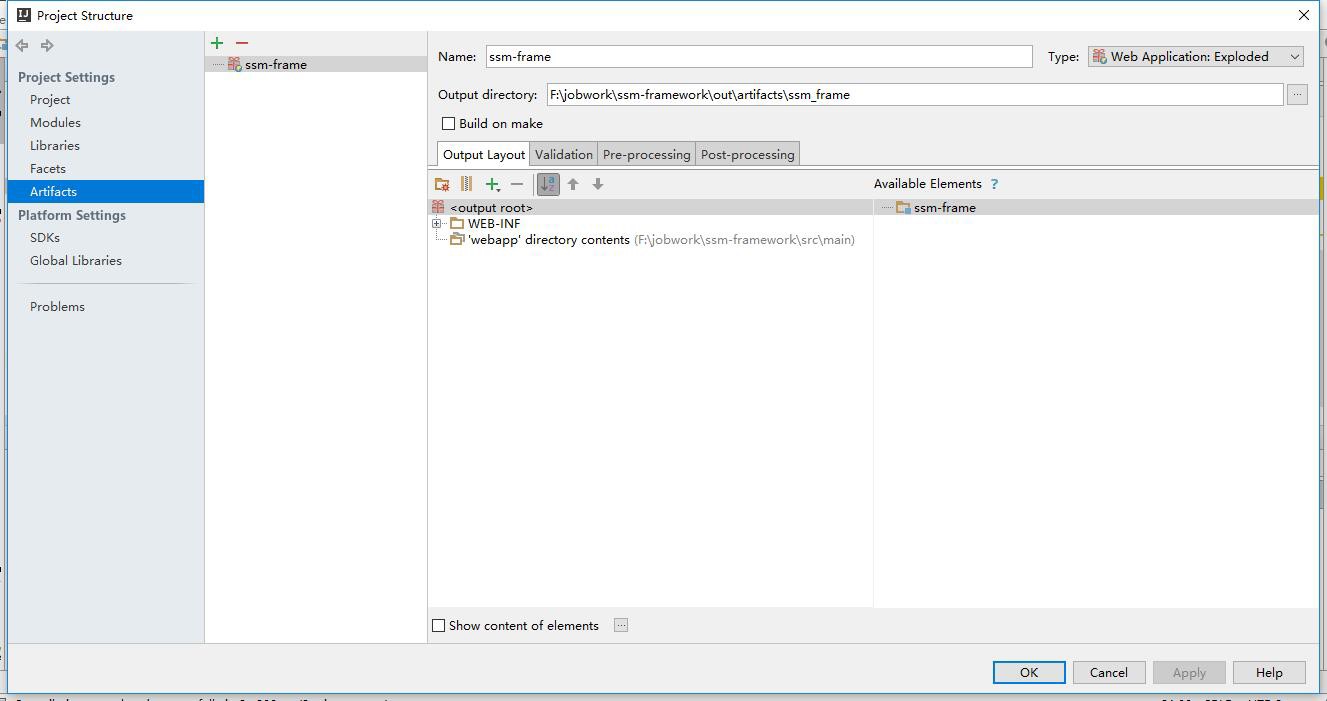 Project Structure
Project Settings
Project
Modules
Libraries
Facets
Artifacts
Platform Settings
SDKs
Global Libraries
Problems
ssm-frame
Name: ssm-frame Type: Web Application: Exploded
Output directory: F:\jobwork\ssm-framework\out\artifacts\ssm_frame ...
Build on make
Output Layout Validation Pre-processing Post-processing
Available Elements ?
<output root>
WEB-INF
'webapp' directory contents (F:\jobwork\ssm-framework\src\main)
ssm-frame
Show content of elements ...
OK Cancel Apply Help